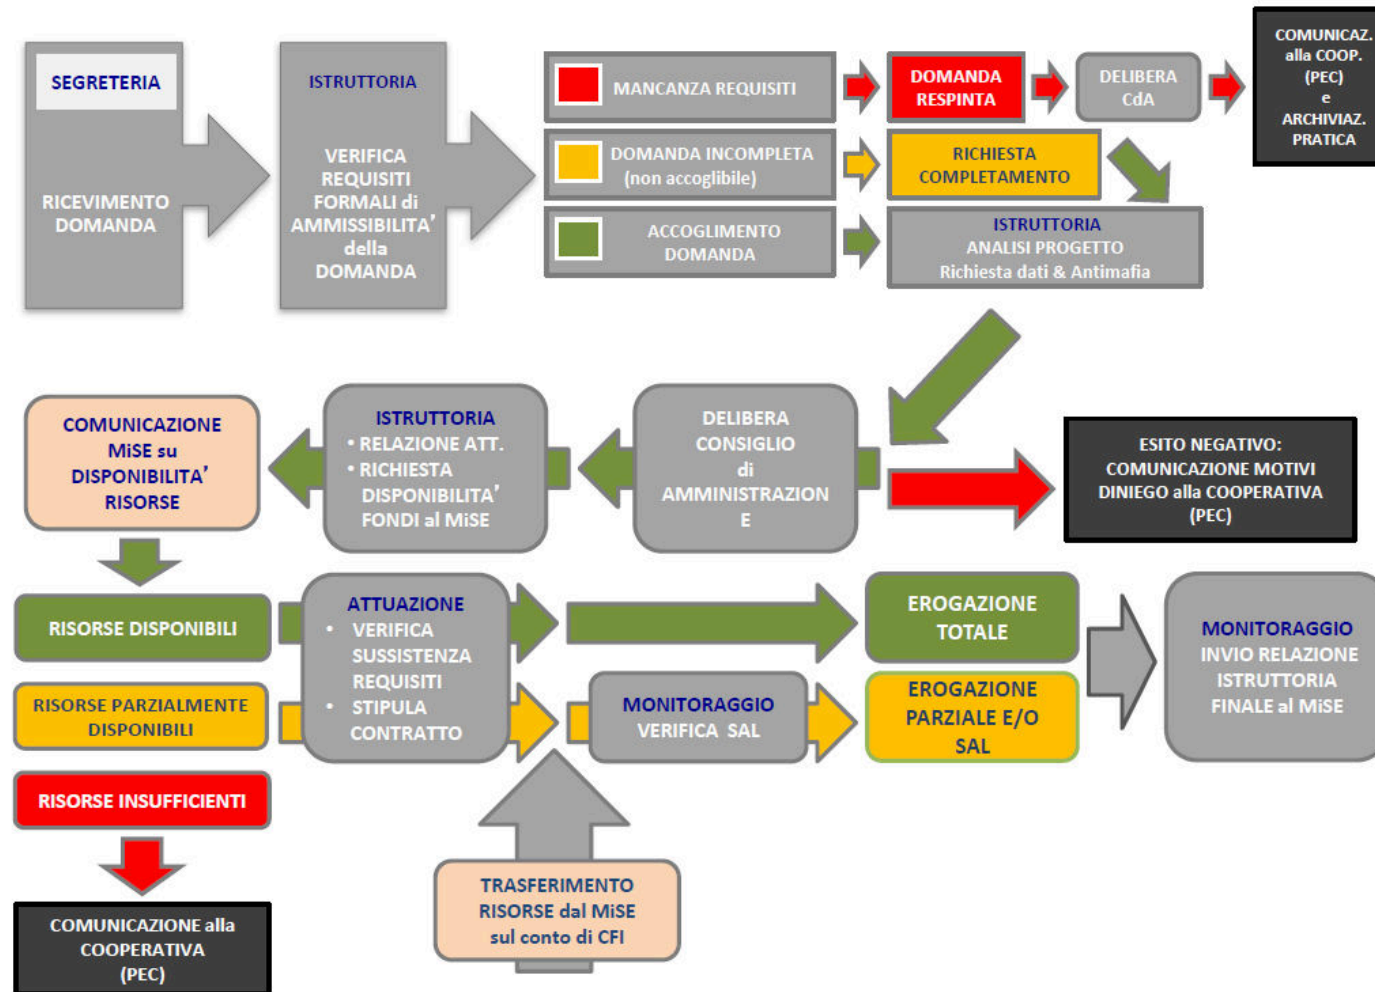 SEGRETERIA
RICEVIMENTO
DOMANDA
ISTRUTTORIA
VERIFICA
REQUISITI
FORMALI di
AMMISSIBILITA’
della
DOMANDA
MANCANZA REQUISITI
DOMANDA
RESPINTA
DELIBERA
CdA
COMUNICAZ.
alla COOP.
(PEC)
e
ARCHIVIAZ.
PRATICA
DOMANDA INCOMPLETA
(non accoglibile)
RICHIESTA
COMPLETAMENTO
ACCOGLIMENTO
DOMANDA
ISTRUTTORIA
ANALISI PROGETTO
Richiesta dati & Antimafia
COMUNICAZIONE
MiSE su
DISPONIBILITA’
RISORSE
ISTRUTTORIA
• RELAZIONE ATT.
• RICHIESTA
DISPONIBILITA’
FONDI al MiSE
DELIBERA
CONSIGLIO
di
AMMINISTRAZION
E
ESITO NEGATIVO:
COMUNICAZIONE MOTIVI
DINIEGO alla COOPERATIVA
(PEC)
RISORSE DISPONIBILI
RISORSE PARZIALMENTE
DISPONIBILI
RISORSE INSUFFICIENTI
COMUNICAZIONE alla
COOPERATIVA
(PEC)
ATTUAZIONE
• VERIFICA
SUSSISTENZA
REQUISITI
• STIPULA
CONTRATTO
MONITORAGGIO
VERIFICA SAL
EROGAZIONE
TOTALE
EROGAZIONE
PARZIALE E/O
SAL
MONITORAGGIO
INVIO RELAZIONE
ISTRUTTORIA
FINALE al MiSE
TRASFERIMENTO
RISORSE dal MiSE
sul conto di CFI